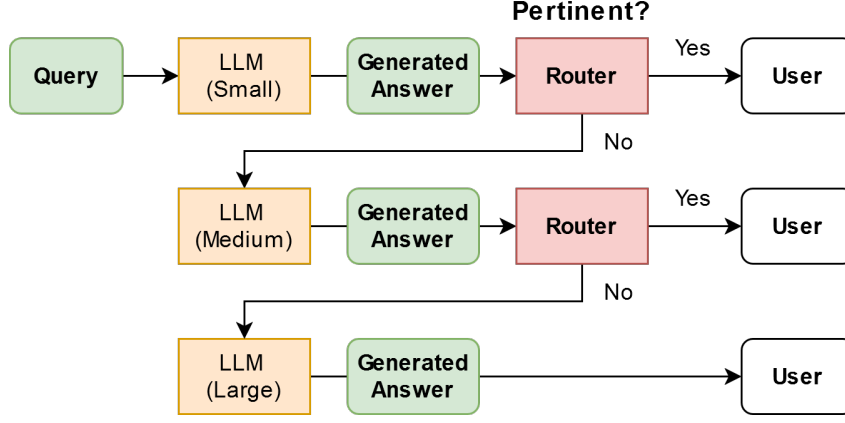 Pertinent?
Query
LLM
(Small)
Generated
Answer
Router
Yes
User
No
LLM
(Medium)
Generated
Answer
Router
Yes
User
No
LLM
(Large)
Generated
Answer
User